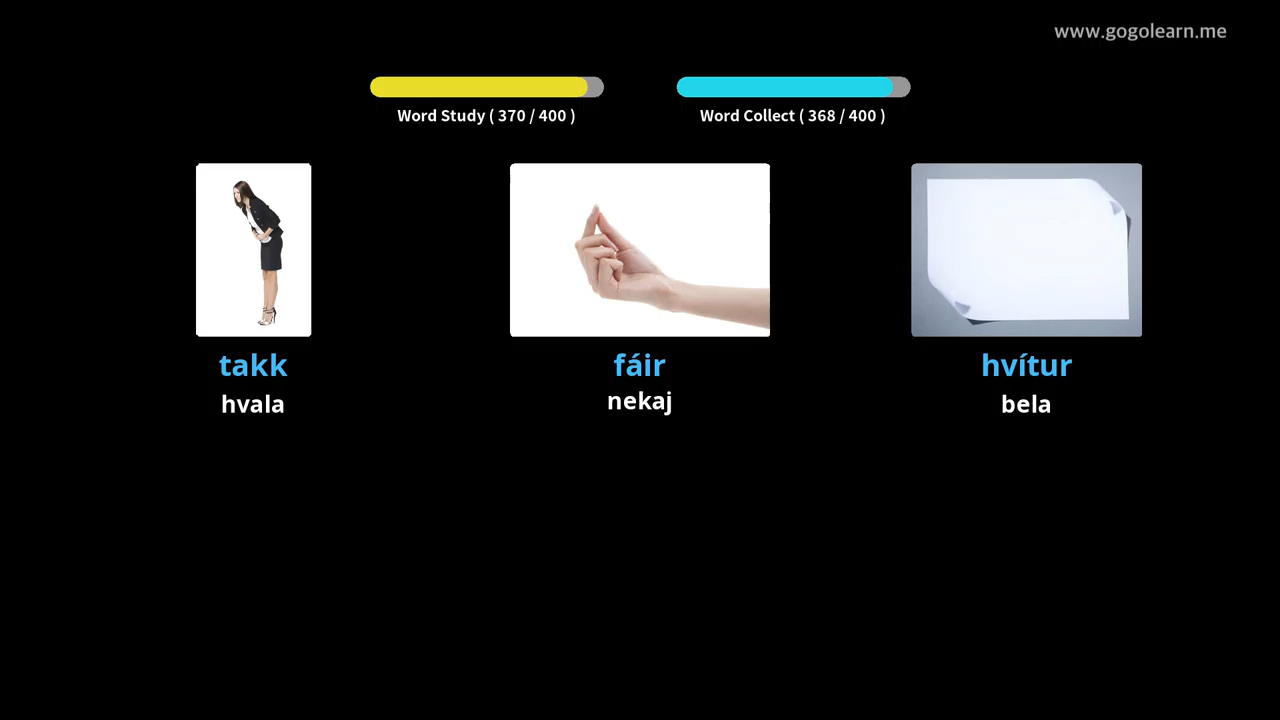 www.gogolearn.me
Word Study ( 370 / 400 )
Word Collect ( 368 / 400 )
takk
hvala
fáir
nekaj
hvítur
bela